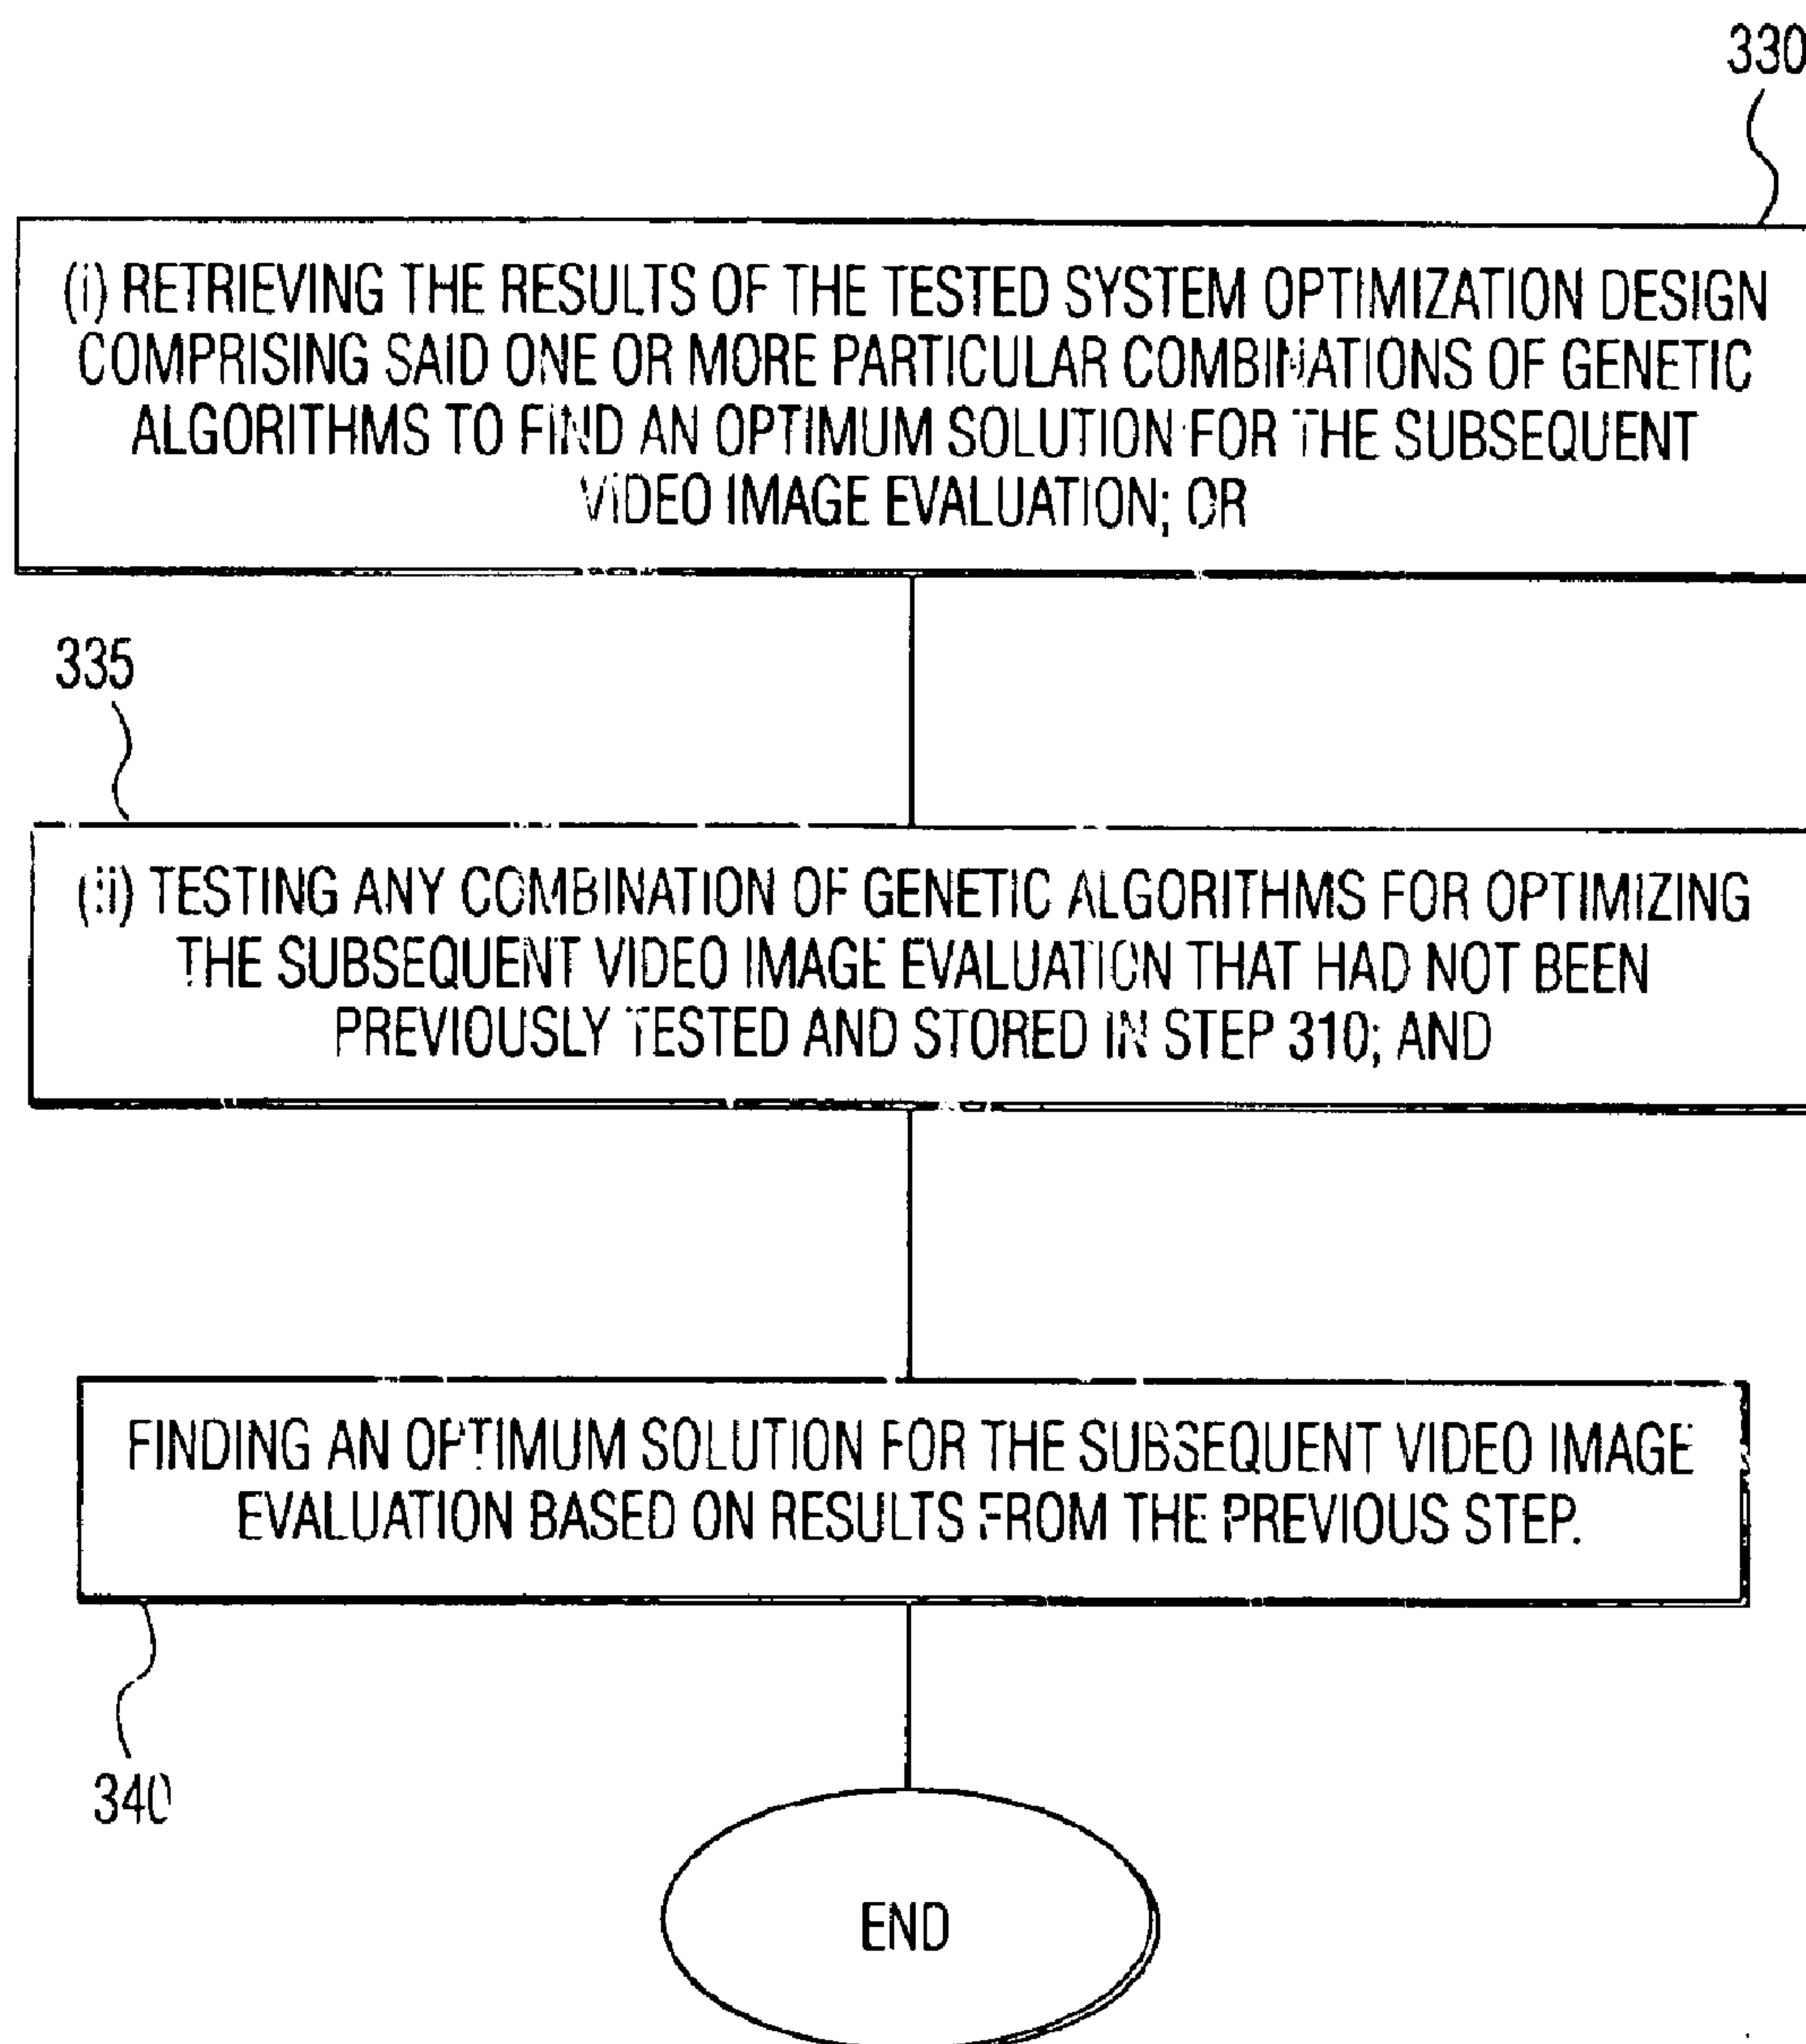 330
(i) RETRIEVING THE RESULTS OF THE TESTED SYSTEM OPTIMIZATION DESIGN
COMPRISING SAID ONE OR MORE PARTICULAR COMBINATIONS OF GENETIC
ALGORITHMS TO FIND AN OPTIMUM SOLUTION FOR THE SUBSEQUENT
VIDEO IMAGE EVALUATION; OR
335
(ii) TESTING ANY COMBINATION OF GENETIC ALGORITHMS FOR OPTIMIZING
THE SUBSEQUENT VIDEO IMAGE EVALUATION THAT HAD NOT BEEN
PREVIOUSLY TESTED AND STORED IN STEP 310; AND
FINDING AN OPTIMUM SOLUTION FOR THE SUBSEQUENT VIDEO IMAGE
EVALUATION BASED ON RESULTS FROM THE PREVIOUS STEP.
340
END